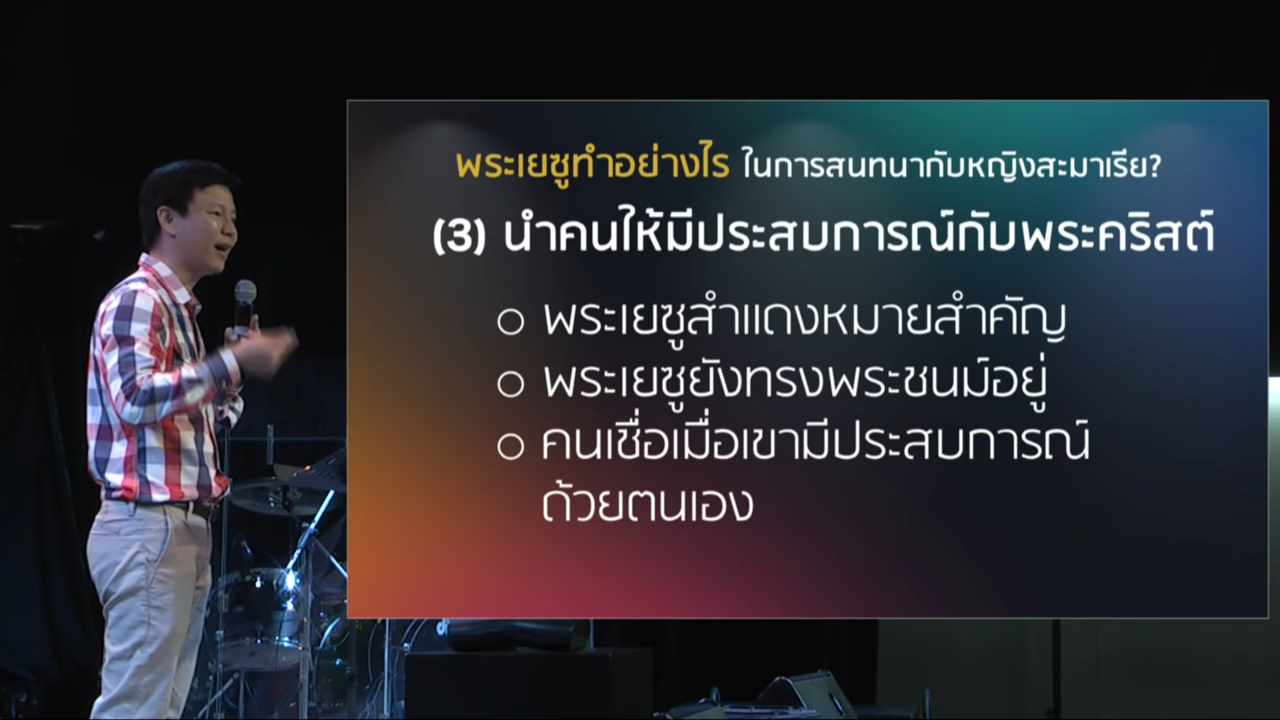 พระเยซูทำอย่างไร ในการสนทนากับหญิงสะมาเรีย?
(3) นำคนให้มีประสบการณ์กับพระคริสต์
○ พระเยซูสำแดงหมายสำคัญ
○ พระเยซูยังทรงพระชนม์อยู่
○ คนเชื่อเมื่อเขามีประสบการณ์
ด้วยตนเอง